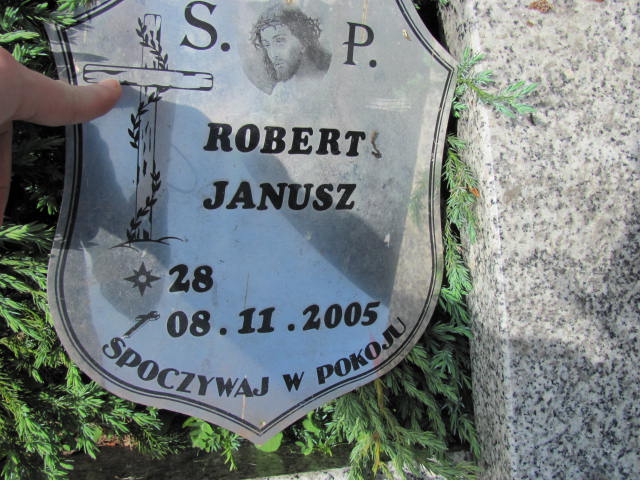 S. P.
ROBERT
JANUSZ
28
08.11.2005
SPOCZYWAJ W POKOJU